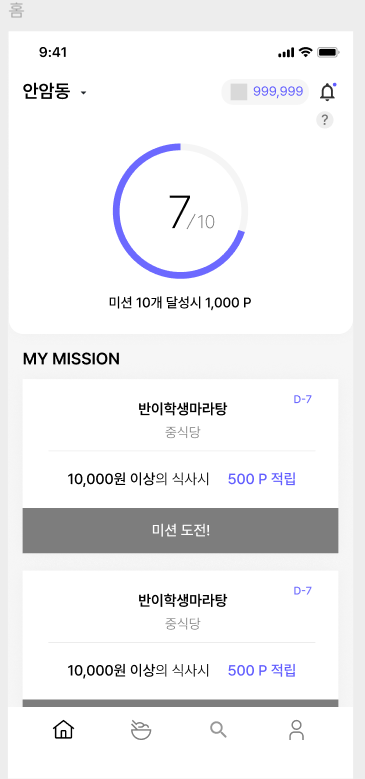 홈
9:41
안암동
999,999
?
7/10
미션 10개 달성시 1,000 P
MY MISSION
반이학생마라탕
D-7
중식당
10,000원 이상의 식사시 500 P 적립
미션 도전!
반이학생마라탕
D-7
중식당
10,000원 이상의 식사시 500 P 적립